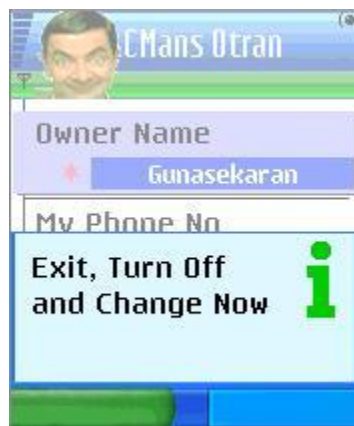 CMans Otran
Owner Name
Gunasekaran
My Phone No
Exit, Turn Off
and Change Now